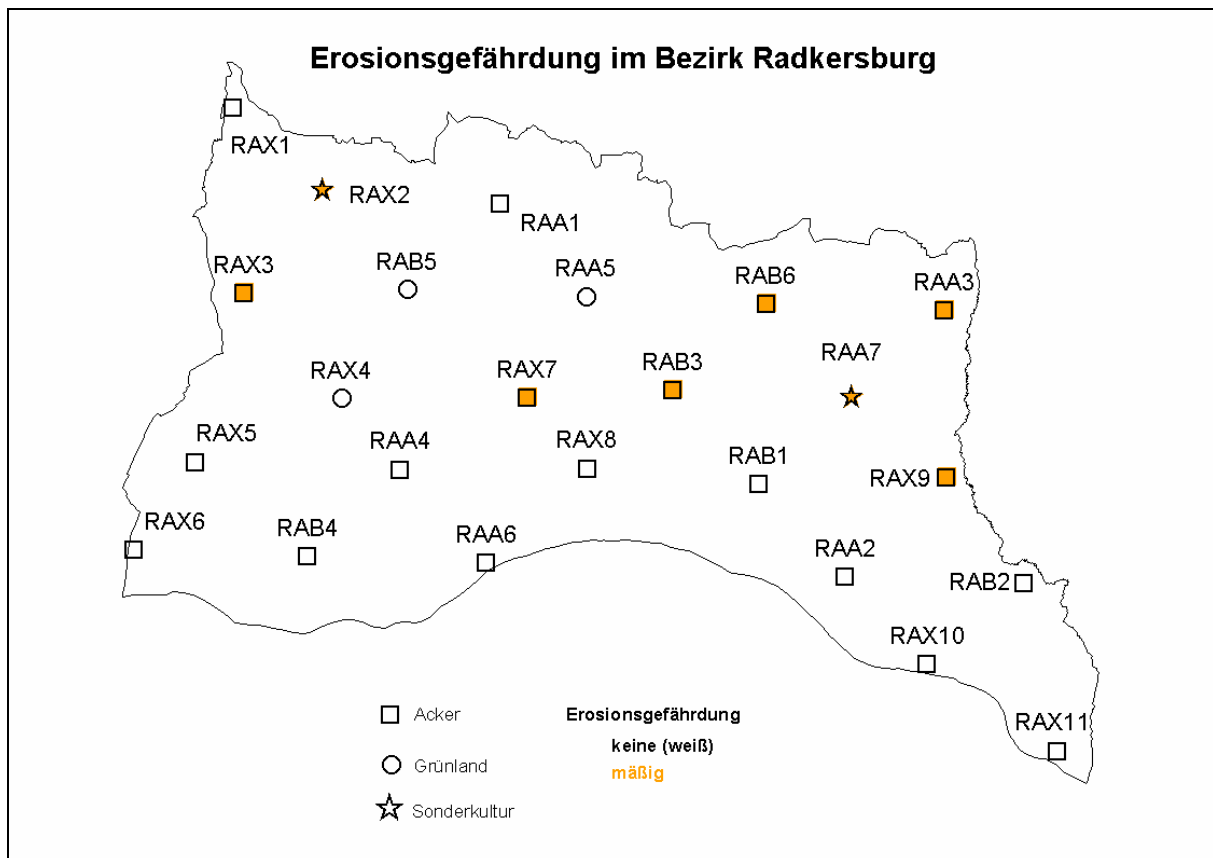 Erosionsgefährdung im Bezirk Radkersburg
RAX1
RAX2
RAA1
RAX3
RAB5
RAA5
RAB6
RAA3
RAX4
RAX7
RAB3
RAA7
RAX5
RAA4
RAX8
RAB1
RAX9
RAX6
RAB4
RAA6
RAA2
RAB2
RAX10
RAX11
Acker
Grünland
Sonderkultur
Erosionsgefährdung
keine (weiß)
mäßig